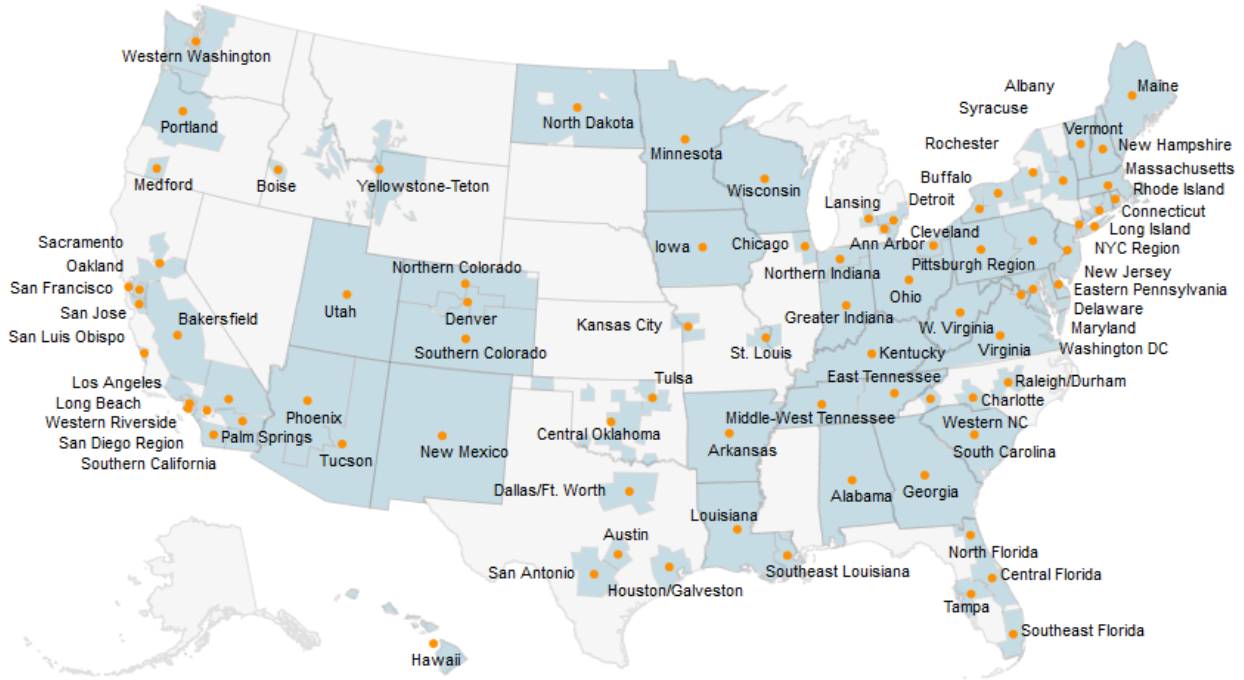 Western Washington
Portland
Medford
Boise
Yellowstone-Teton
North Dakota
Minnesota
Wisconsin
Iowa
Chicago
Lansing
Detroit
Ann Arbor
Cleveland
Northern Indiana
Greater Indiana
Ohio
Pittsburgh Region
Buffalo
Rochester
Syracuse
Albany
Maine
Vermont
New Hampshire
Massachusetts
Rhode Island
Connecticut
Long Island
NYC Region
New Jersey
Eastern Pennsylvania
Delaware
Maryland
Washington DC
W. Virginia
Virginia
Kentucky
East Tennessee
Middle-West Tennessee
Raleigh/Durham
Charlotte
Western NC
South Carolina
Georgia
Alabama
North Florida
Central Florida
Tampa
Southeast Florida
Sacramento
Oakland
San Francisco
San Jose
San Luis Obispo
Bakersfield
Los Angeles
Long Beach
Western Riverside
San Diego Region
Southern California
Palm Springs
Utah
Northern Colorado
Denver
Southern Colorado
Phoenix
Tucson
New Mexico
Kansas City
St. Louis
Tulsa
Central Oklahoma
Arkansas
Dallas/Ft. Worth
Austin
San Antonio
Houston/Galveston
Louisiana
Southeast Louisiana
Hawaii